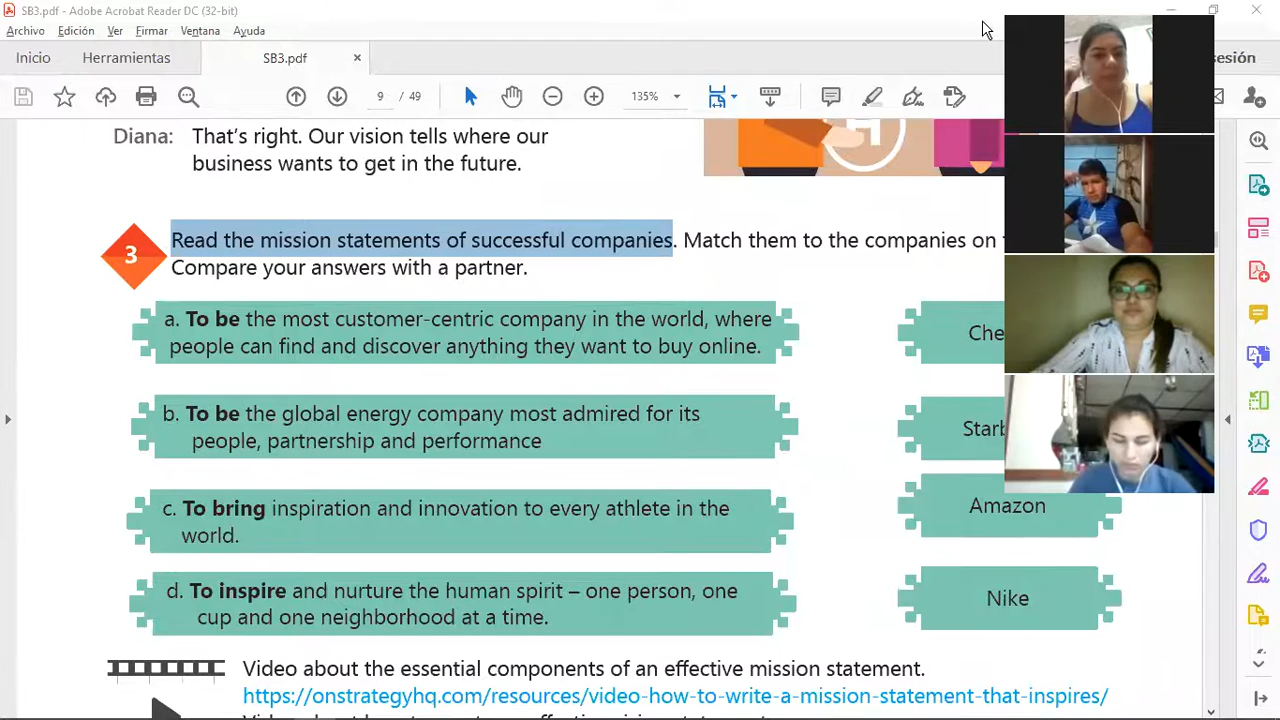 SB3.pdf - Adobe Acrobat Reader DC (32-bit)
Archivo Edición Ver Firmar Ventana Ayuda
Inicio Herramientas SB3.pdf × sesión
9 / 49 135%
Diana: That's right. Our vision tells where our
business wants to get in the future.
3
Read the mission statements of successful companies. Match them to the companies on
Compare your answers with a partner.
a. To be the most customer-centric company in the world, where
people can find and discover anything they want to buy online.
Che
b. To be the global energy company most admired for its
people, partnership and performance
Starb
c. To bring inspiration and innovation to every athlete in the
world.
Amazon
d. To inspire and nurture the human spirit – one person, one
cup and one neighborhood at a time.
Nike
Video about the essential components of an effective mission statement.
https://onstrategyhq.com/resources/video-how-to-write-a-mission-statement-that-inspires/